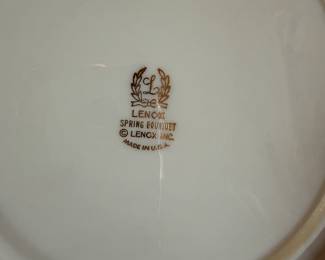 L
LENOX
SPRING BOUQUET
© LENOX INC.
MADE IN U.S.A.